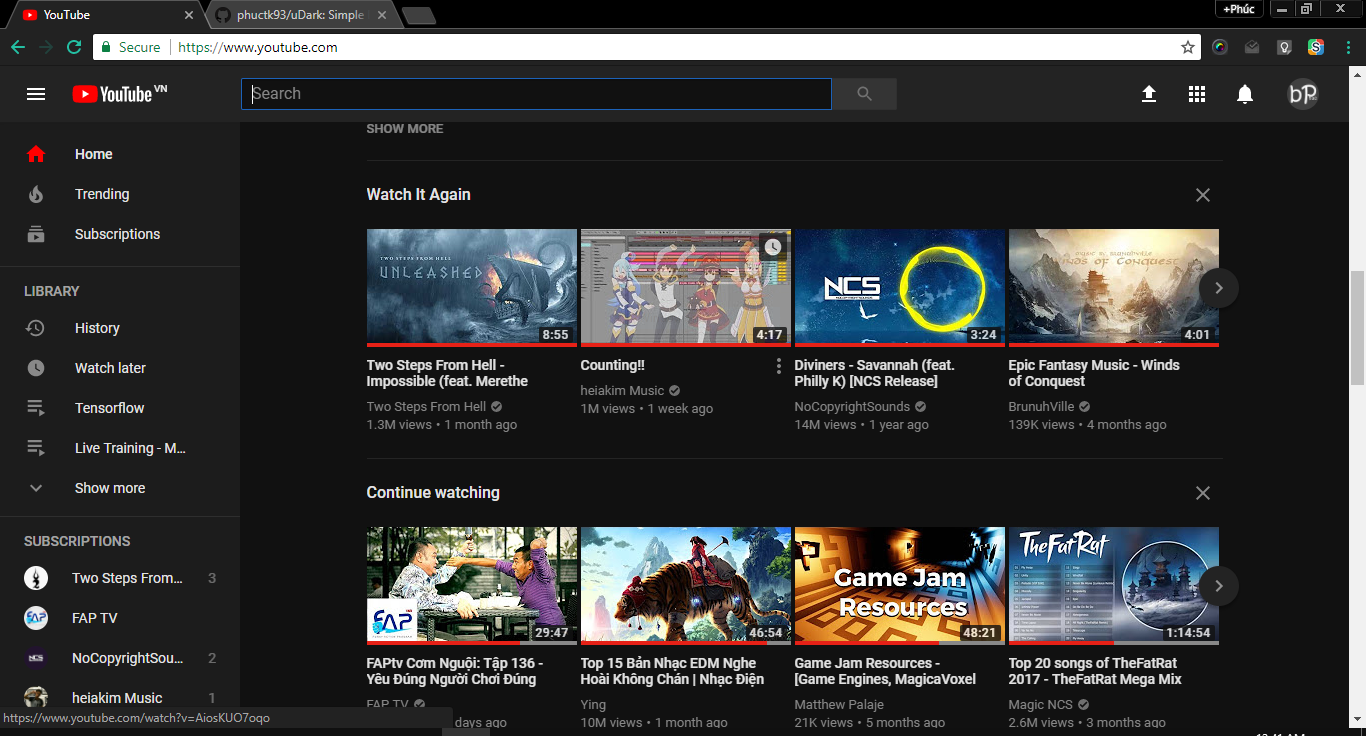 YouTube
phuctk93/uDark: Simple
+Phúc
Secure
https://www.youtube.com
YouTube VN
Search
bP
Home
Trending
Subscriptions
LIBRARY
History
Watch later
Tensorflow
Live Training - M...
Show more
SUBSCRIPTIONS
Two Steps From... 3
FAP TV
NoCopyrightSou... 2
heiakim Music 1
https://www.youtube.com/watch?v=AiosKUO7oqo
SHOW MORE
Watch It Again
TWO STEPS FROM HELL
UNLEASHED
8:55
Two Steps From Hell -
Impossible (feat. Merethe
Two Steps From Hell
1.3M views • 1 month ago
4:17
Counting!!
heiakim Music
1M views • 1 week ago
NCS
3:24
Diviners - Savannah (feat.
Philly K) [NCS Release]
NoCopyrightSounds
14M views • 1 year ago
WINDS OF CONQUEST
4:01
Epic Fantasy Music - Winds
of Conquest
BrunuhVille
139K views • 4 months ago
Continue watching
FAP
29:47
FAPtv Cơm Nguội: Tập 136 -
Yêu Đúng Người Chơi Đúng
FAP TV
days ago
46:54
Top 15 Bản Nhạc EDM Nghe
Hoài Không Chán | Nhạc Điện
Ying
10M views • 1 month ago
Game Jam
Resources
48:21
Game Jam Resources -
[Game Engines, MagicaVoxel
Matthew Palaje
21K views • 5 months ago
TheFatRat
1:14:54
Top 20 songs of TheFatRat
2017 - TheFatRat Mega Mix
Magic NCS
2.6M views • 3 months ago